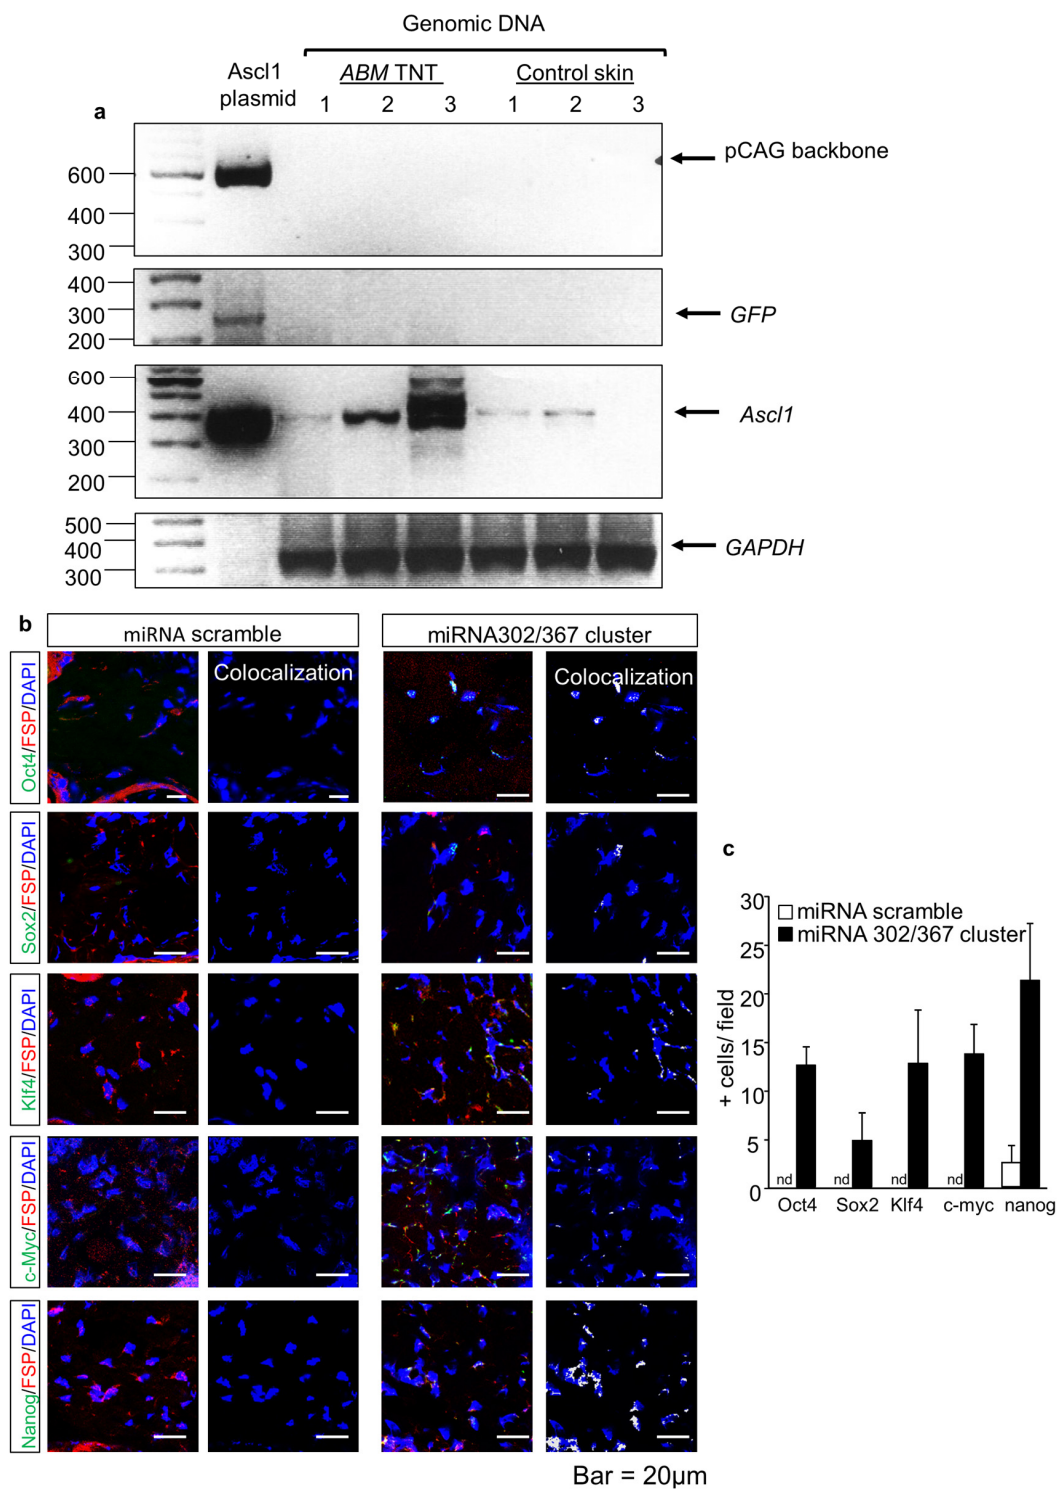 Genomic DNA
Ascl1 plasmid
ABM TNT
Control skin
1 2 3 1 2 3
a
600
400
300
pCAG backbone
400
300
200
GFP
600
400
300
200
Ascl1
500
400
300
GAPDH
b
miRNA scramble
miRNA302/367 cluster
Colocalization
Colocalization
Oct4/FSP/DAPI
Sox2/FSP/DAPI
Klf4/FSP/DAPI
c-Myc/FSP/DAPI
Nanog/FSP/DAPI
Bar = 20µm
c
miRNA scramble
miRNA 302/367 cluster
+ cells/ field
30
25
20
15
10
5
0
nd nd nd nd
Oct4 Sox2 Klf4 c-myc nanog